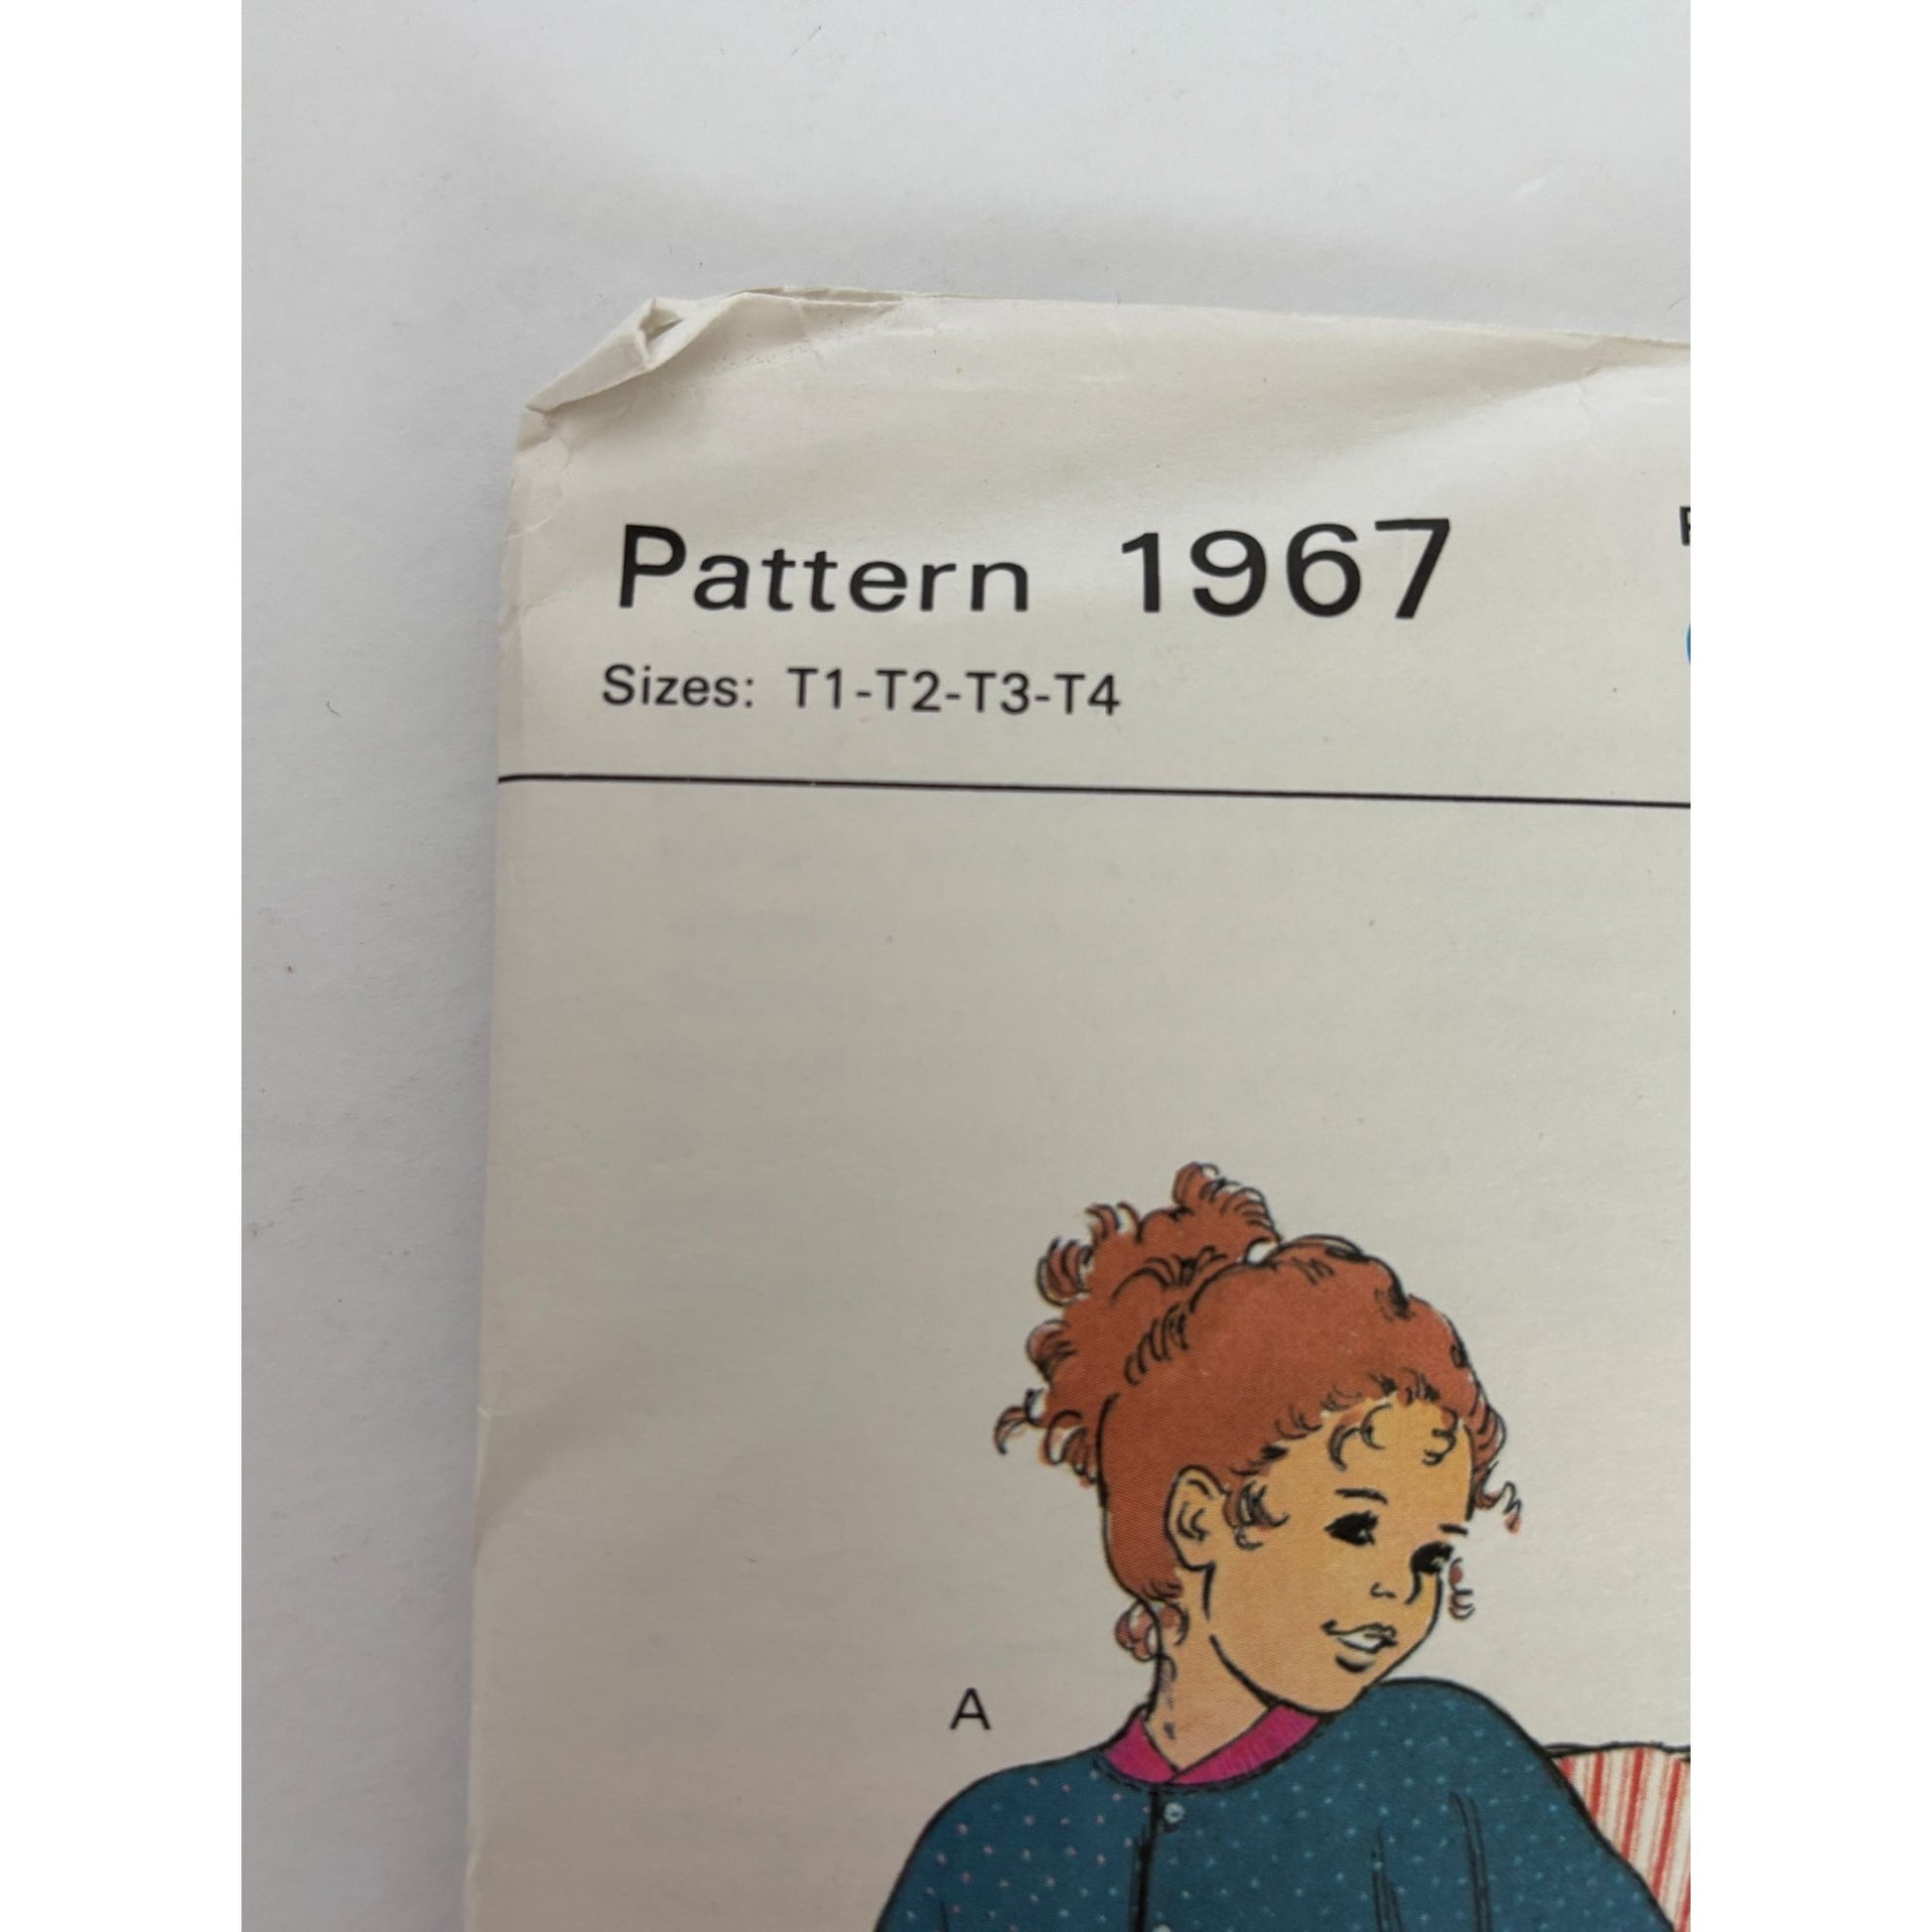 Pattern 1967
Sizes: T1-T2-T3-T4
A